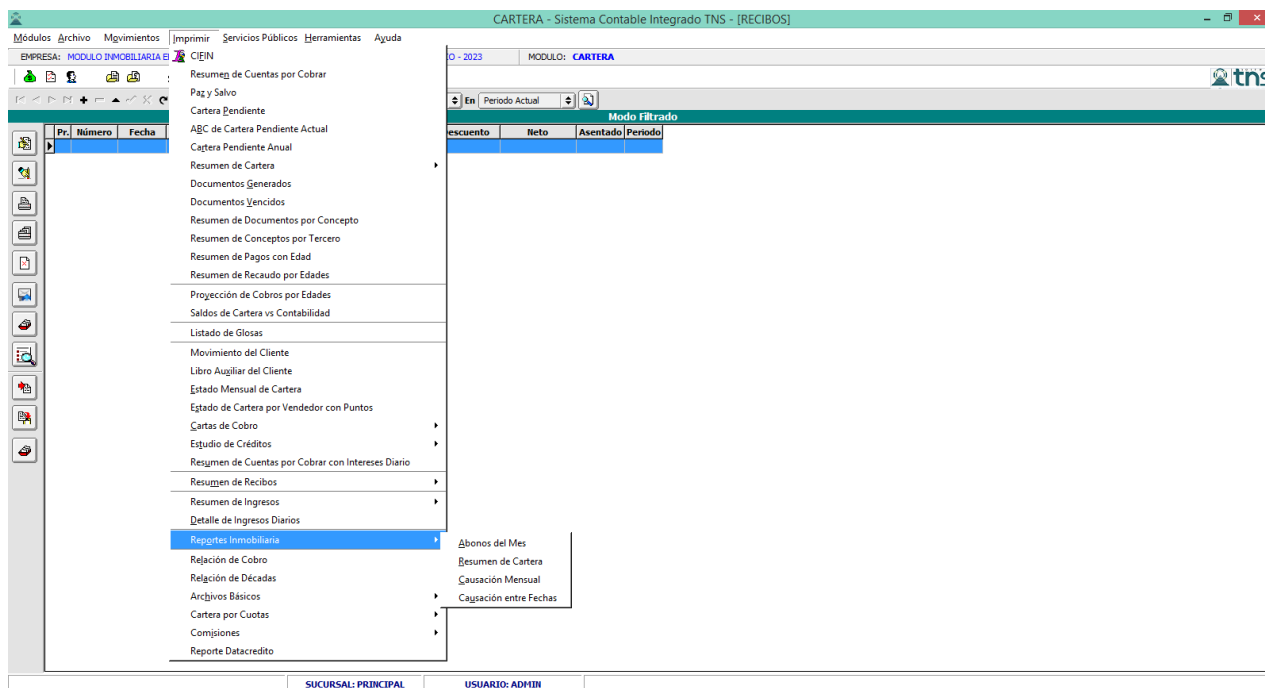 CARTERA - Sistema Contable Integrado TNS - [RECIBOS]
Módulos Archivo Movimientos Imprimir Servicios Públicos Herramientas Ayuda
EMPRESA: MODULO INMOBILIARIA O - 2023 MODULO: CARTERA
tns
En Periodo Actual
Modo Filtrado
Pr. Número Fecha escuento Neto Asentado Periodo
CIFIN
Resumen de Cuentas por Cobrar
Paz y Salvo
Cartera Pendiente
ABC de Cartera Pendiente Actual
Cartera Pendiente Anual
Resumen de Cartera
Documentos Generados
Documentos Vencidos
Resumen de Documentos por Concepto
Resumen de Conceptos por Tercero
Resumen de Pagos con Edad
Resumen de Recaudo por Edades
Proyección de Cobros por Edades
Saldos de Cartera vs Contabilidad
Listado de Glosas
Movimiento del Cliente
Libro Auxiliar del Cliente
Estado Mensual de Cartera
Estado de Cartera por Vendedor con Puntos
Cartas de Cobro
Estudio de Créditos
Resumen de Cuentas por Cobrar con Intereses Diario
Resumen de Recibos
Resumen de Ingresos
Detalle de Ingresos Diarios
Reportes Inmobiliaria
Abonos del Mes
Resumen de Cartera
Causación Mensual
Causación entre Fechas
Relación de Cobro
Relación de Décadas
Archivos Básicos
Cartera por Cuotas
Comisiones
Reporte Datacredito
SUCURSAL: PRINCIPAL USUARIO: ADMIN